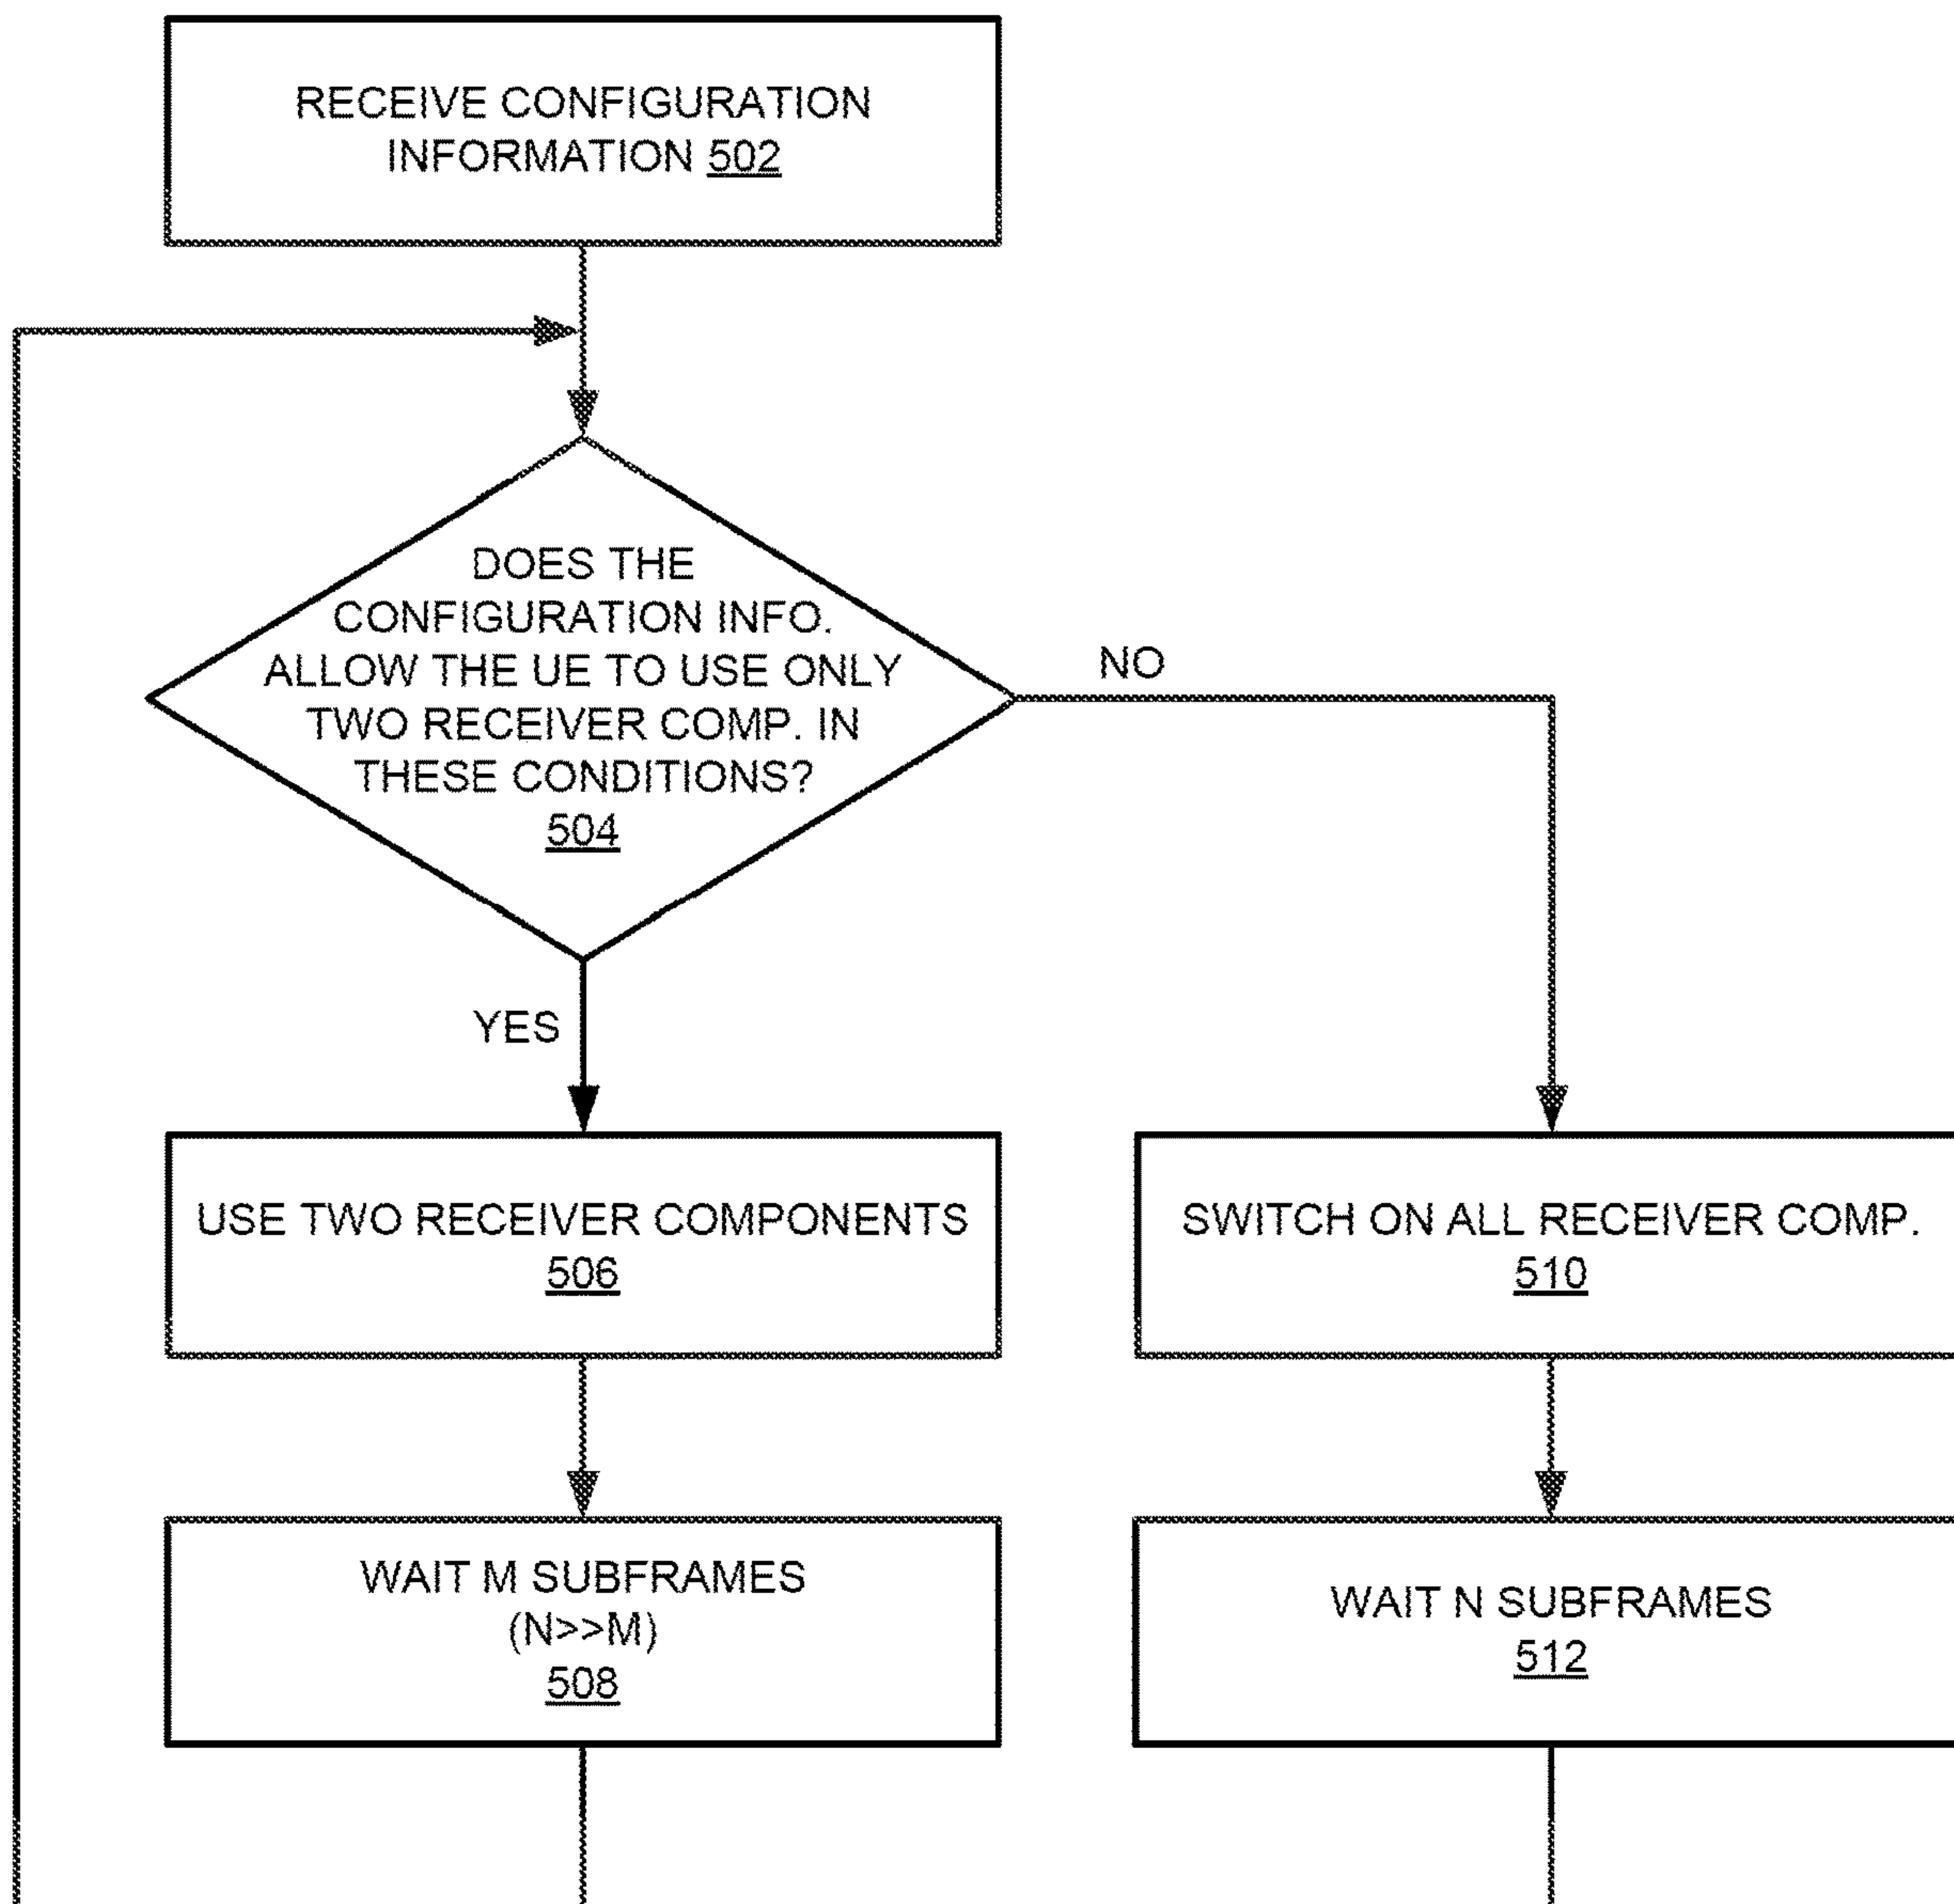 RECEIVE CONFIGURATION
INFORMATION 502
DOES THE
CONFIGURATION INFO.
ALLOW THE UE TO USE ONLY
TWO RECEIVER COMP. IN
THESE CONDITIONS?
504
NO
YES
USE TWO RECEIVER COMPONENTS
506
SWITCH ON ALL RECEIVER COMP.
510
WAIT M SUBFRAMES
(N>>M)
508
WAIT N SUBFRAMES
512